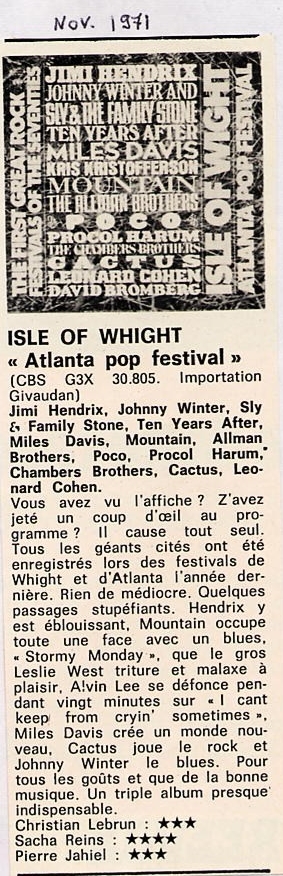 Nov. 1971
THE FIRST GREAT ROCK
FESTIVALS OF THE SEVENTIES
JIMI HENDRIX
JOHNNY WINTER AND
SLY & THE FAMILY STONE
TEN YEARS AFTER
MILES DAVIS
KRIS KRISTOFFERSON
MOUNTAIN
THE ALLMAN BROTHERS
POCO
PROCOL HARUM
THE CHAMBERS BROTHERS
CACTUS
LEONARD COHEN
DAVID BROMBERG
ISLE OF WIGHT
ATLANTA POP FESTIVAL
ISLE OF WHIGHT
« Atlanta pop festival »
(CBS G3X 30.805. Importation
Givaudan)
Jimi Hendrix, Johnny Winter, Sly
& Family Stone, Ten Years After,
Miles Davis, Mountain, Allman
Brothers, Poco, Procol Harum,
Chambers Brothers, Cactus, Leo-
nard Cohen.
Vous avez vu l'affiche ? Z'avez
jeté un coup d'œil au pro-
gramme ? Il cause tout seul.
Tous les géants cités ont été
enregistrés lors des festivals de
Whight et d'Atlanta l'année der-
nière. Rien de médiocre. Quelques
passages stupéfiants. Hendrix y
est éblouissant, Mountain occupe
toute une face avec un blues,
« Stormy Monday », que le gros
Leslie West triture et malaxe à
plaisir, Alvin Lee se défonce pen-
dant vingt minutes sur « I cant
keep from cryin' sometimes »,
Miles Davis crée un monde nou-
veau, Cactus joue le rock et
Johnny Winter le blues. Pour
tous les goûts et que de la bonne
musique. Un triple album presque
indispensable.
Christian Lebrun : ★★★
Sacha Reins : ★★★★
Pierre Jahiel : ★★★